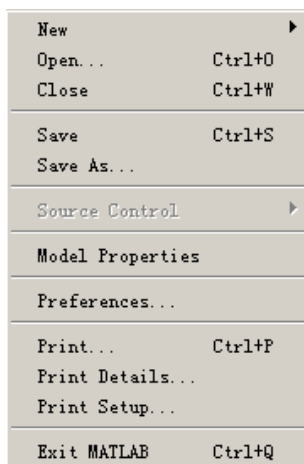 New
Open... Ctrl+O
Close Ctrl+W
Save Ctrl+S
Save As...
Source Control
Model Properties
Preferences...
Print... Ctrl+P
Print Details...
Print Setup...
Exit MATLAB Ctrl+Q